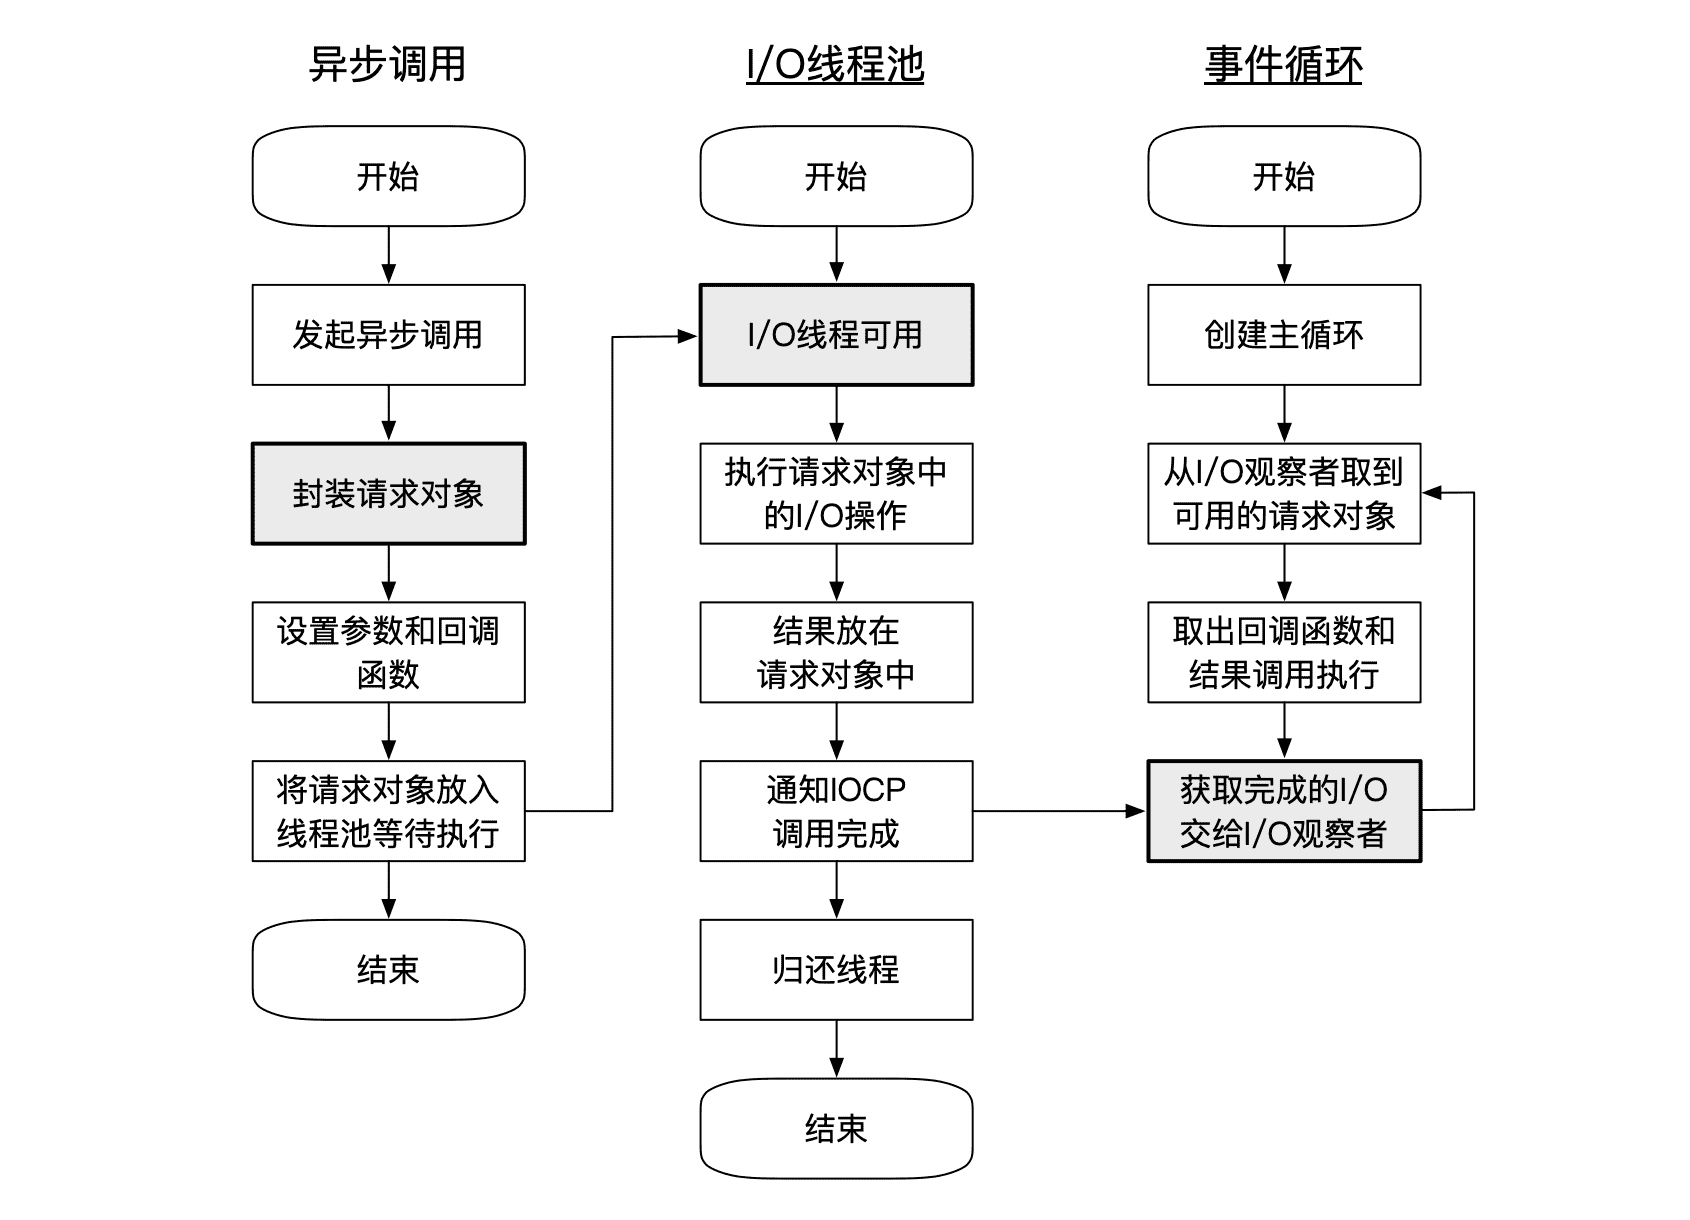 异步调用
开始
发起异步调用
封装请求对象
设置参数和回调
函数
将请求对象放入
线程池等待执行
结束
I/O线程池
开始
I/O线程可用
执行请求对象中
的I/O操作
结果放在
请求对象中
通知IOCP
调用完成
归还线程
结束
事件循环
开始
创建主循环
从I/O观察者取到
可用的请求对象
取出回调函数和
结果调用执行
获取完成的I/O
交给I/O观察者